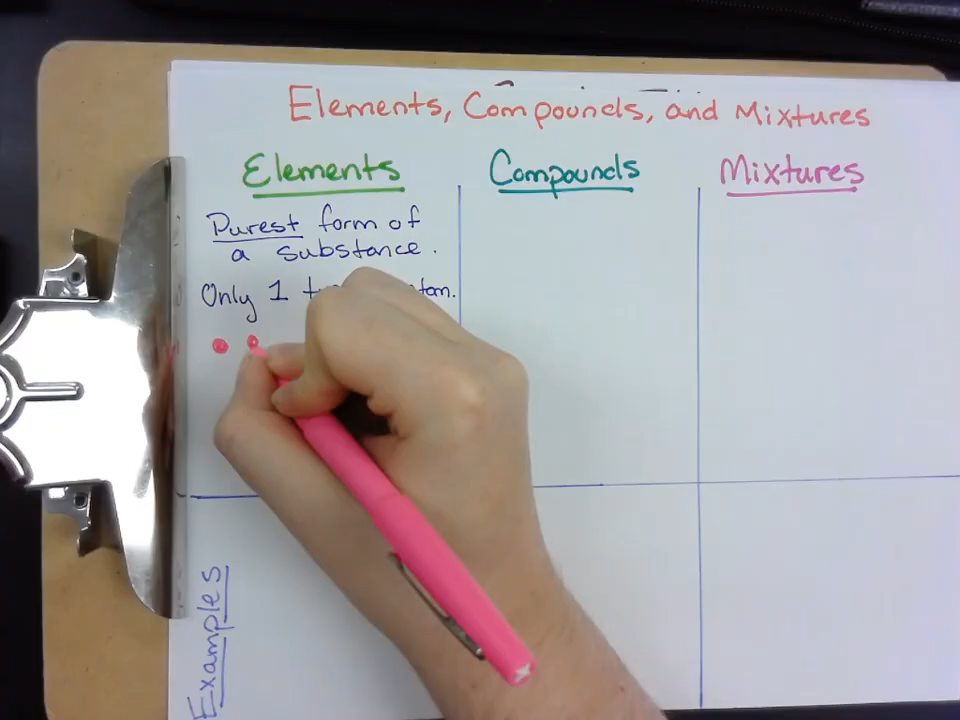 Elements, Compounds, and Mixtures
Elements
Compounds
Mixtures
Purest form of
a substance.
Only 1
Examples